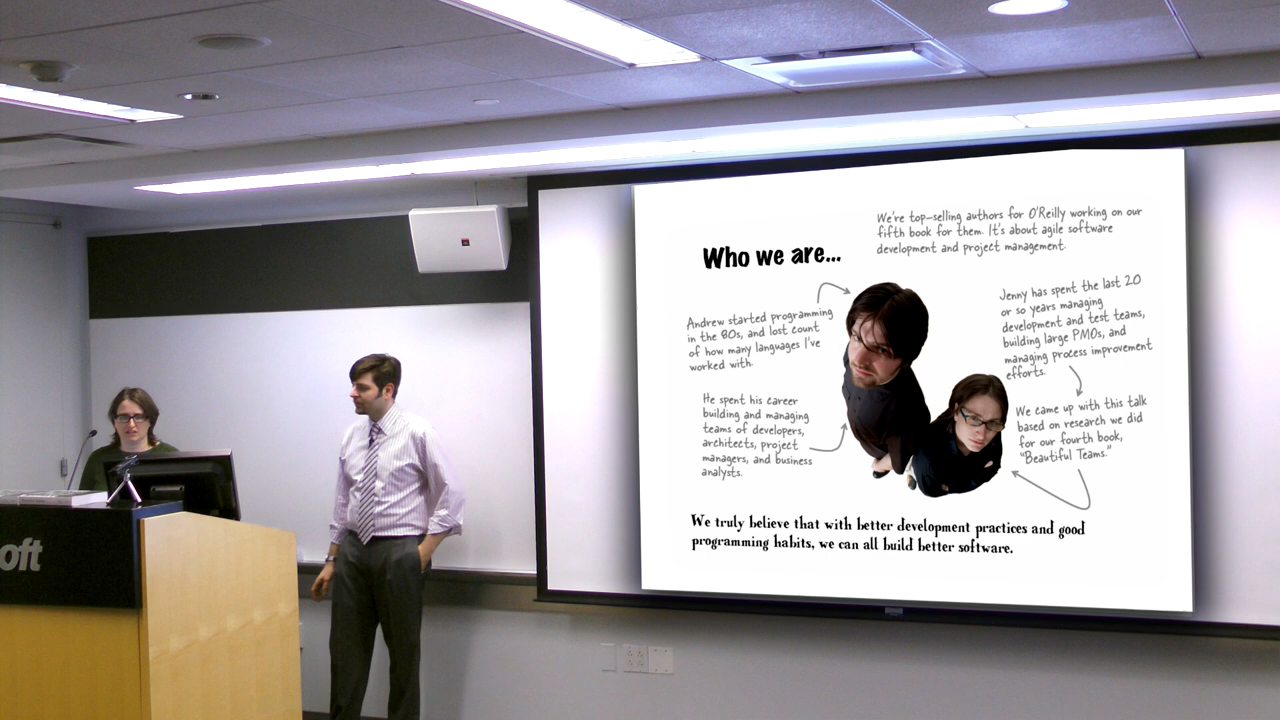 We're top-selling authors for O'Reilly working on our
fifth book for them. It's about agile software
development and project management.
Who we are...
Andrew started programming
in the 80s, and lost count
of how many languages I've
worked with.
Jenny has spent the last 20
or so years managing
development and test teams,
building large PMOs, and
managing process improvement
efforts.
He spent his career
building and managing
teams of developers,
architects, project
managers, and business
analysts.
We came up with this talk
based on research we did
for our fourth book,
"Beautiful Teams."
We truly believe that with better development practices and good
programming habits, we can all build better software.
oft